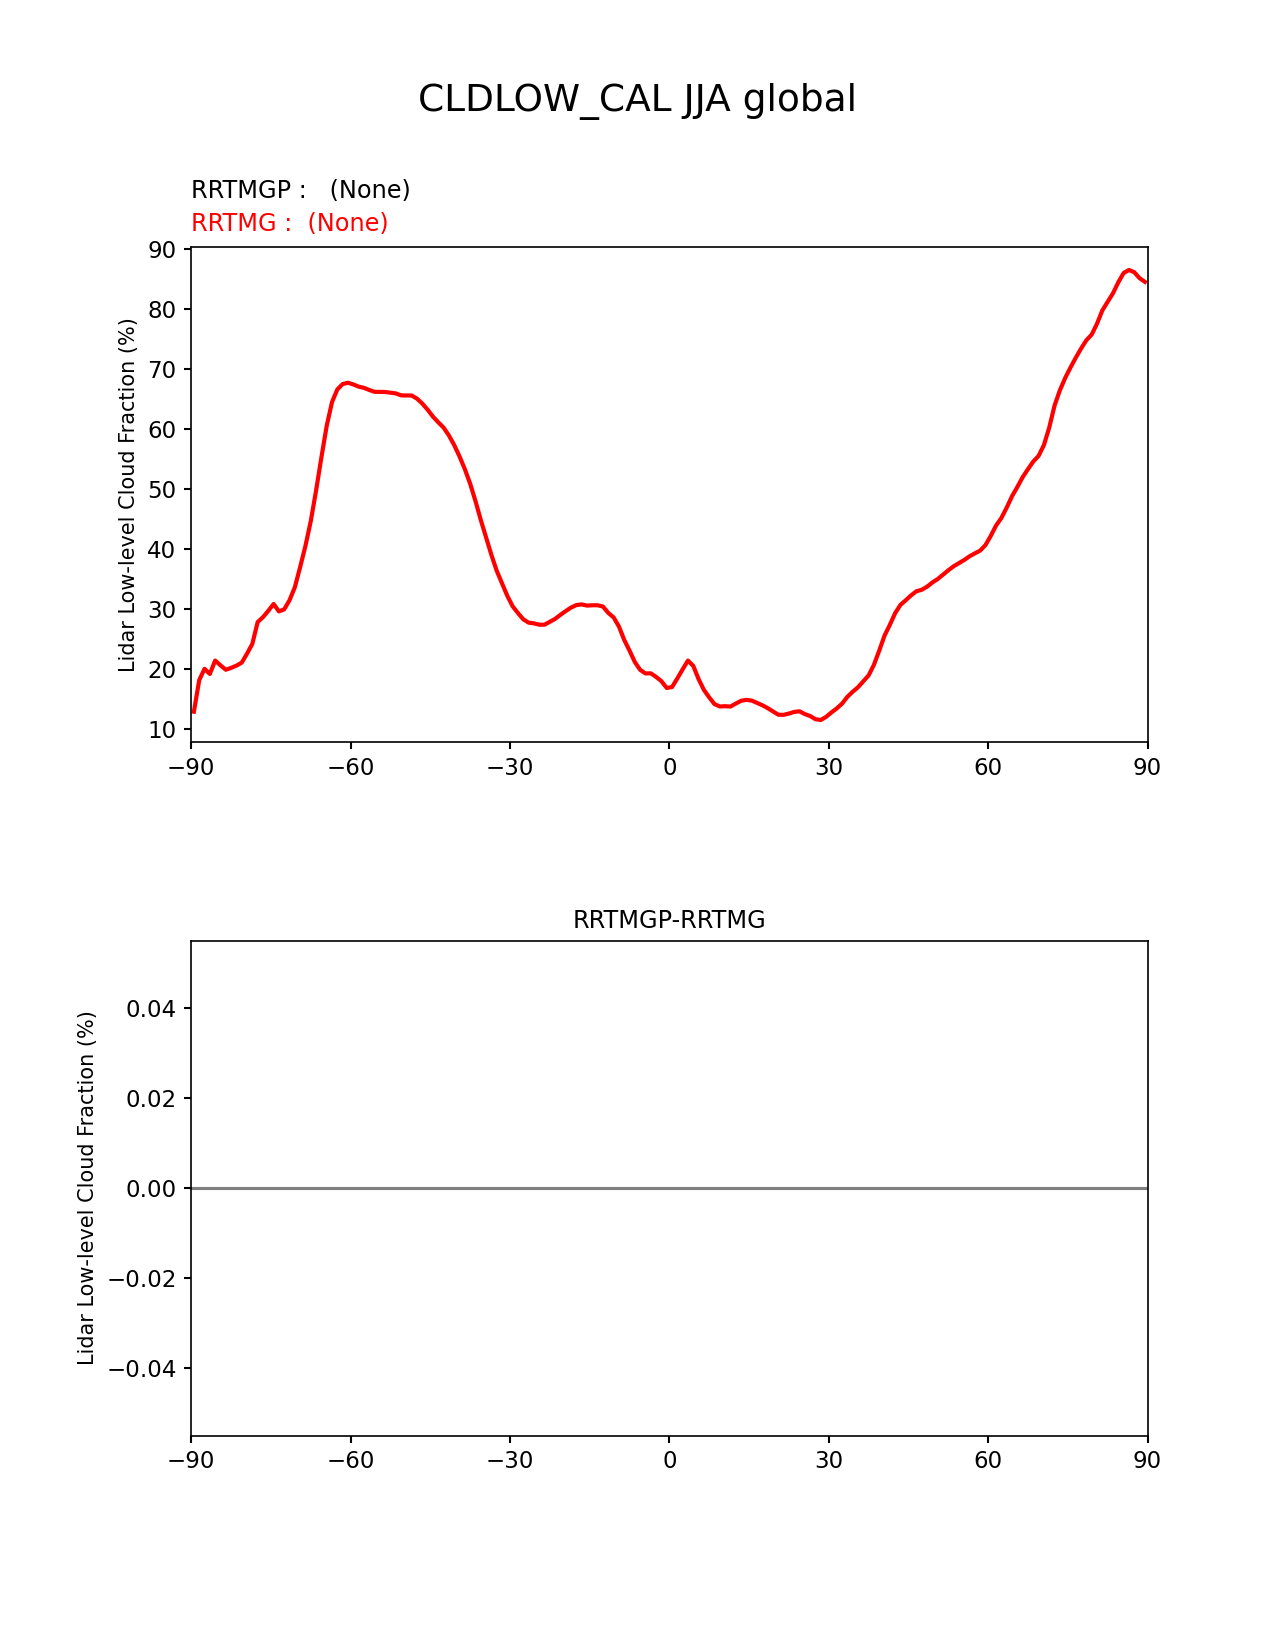 CLDLOW_CAL JJA global
RRTMGP :   (None)
RRTMG :  (None)
Lidar Low-level Cloud Fraction (%)
90
80
70
60
50
40
30
20
10
−90 −60 −30 0 30 60 90
RRTMGP-RRTMG
Lidar Low-level Cloud Fraction (%)
0.04
0.02
0.00
−0.02
−0.04
−90 −60 −30 0 30 60 90